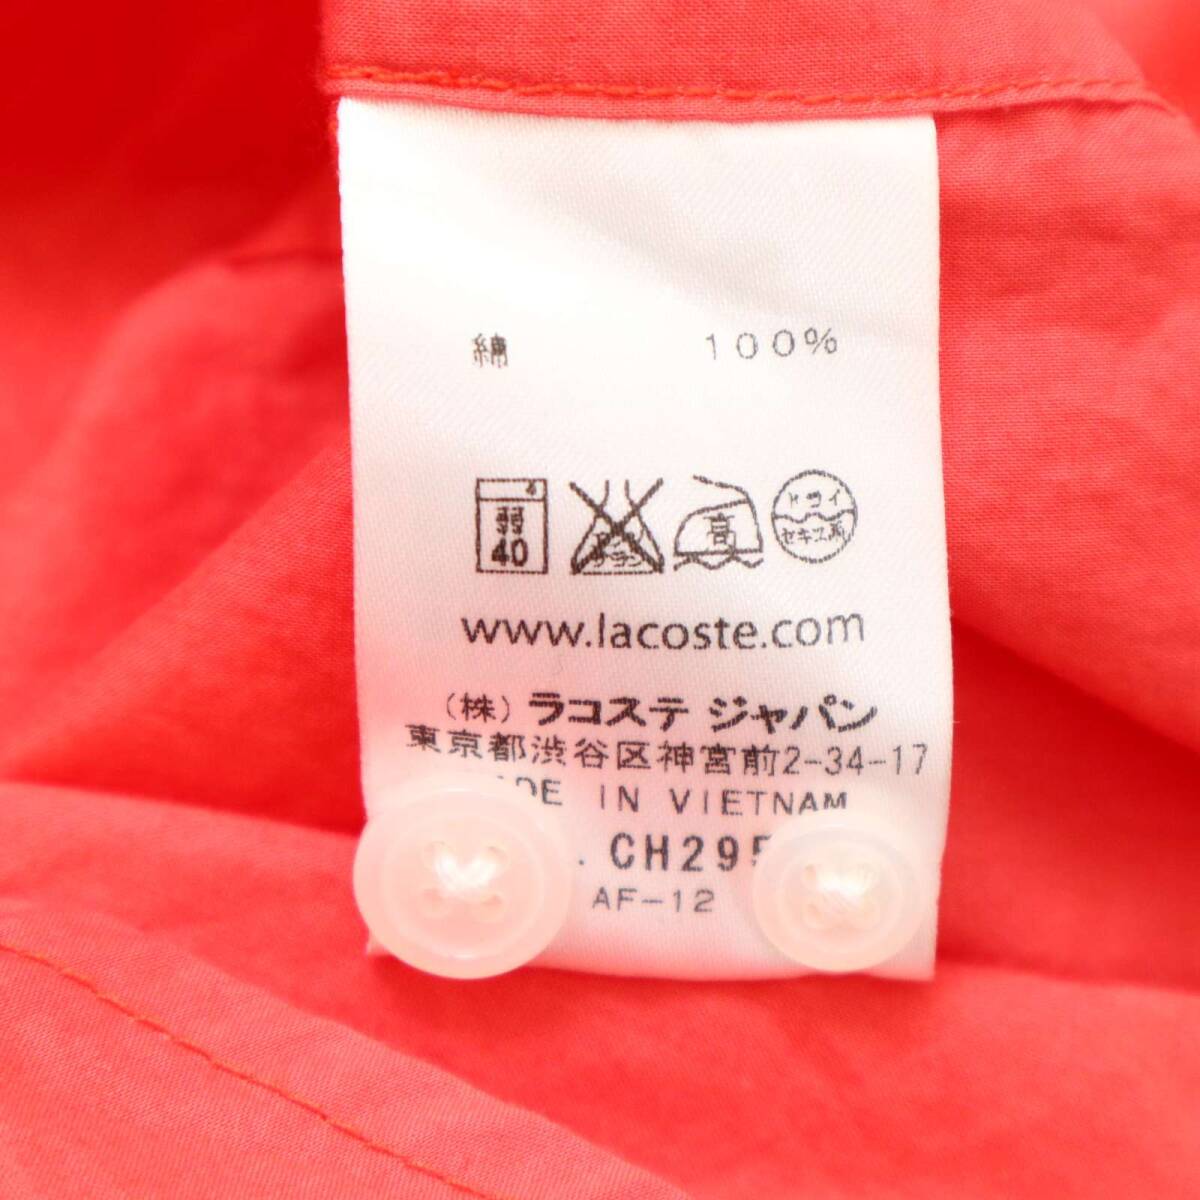 綿 100%
弱 40 高 ドライ セキユ系
www.lacoste.com
(株) ラコステ ジャパン
東京都渋谷区神宮前2-34-17
IN VIETNAM
CH295
AF-12